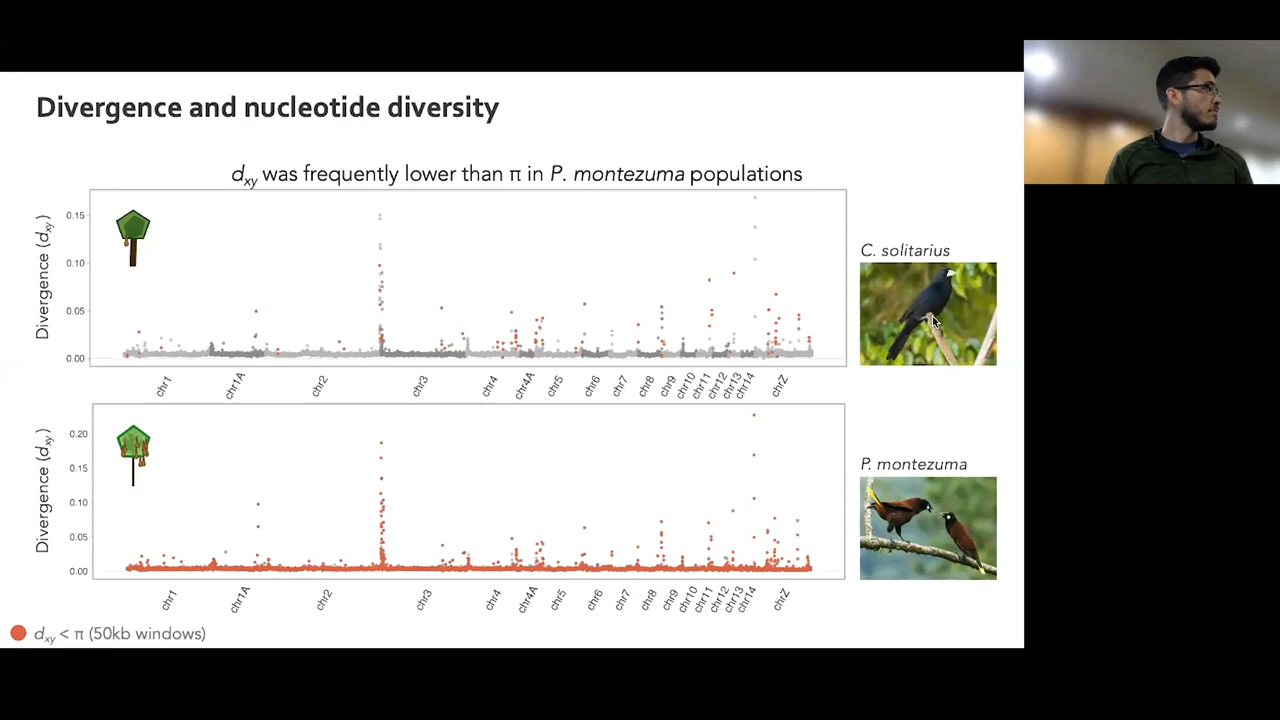 Divergence and nucleotide diversity
dxy was frequently lower than π in P. montezuma populations
Divergence (dxy)
0.15
0.10
0.05
0.00
chr1
chr1A
chr2
chr3
chr4
chr4A
chr5
chr6
chr7
chr8
chr9
chr10
chr11
chr12
chr13
chr14
chrZ
C. solitarius
Divergence (dxy)
0.20
0.15
0.10
0.05
0.00
chr1
chr1A
chr2
chr3
chr4
chr4A
chr5
chr6
chr7
chr8
chr9
chr10
chr11
chr12
chr13
chr14
chrZ
P. montezuma
dxy < π (50kb windows)